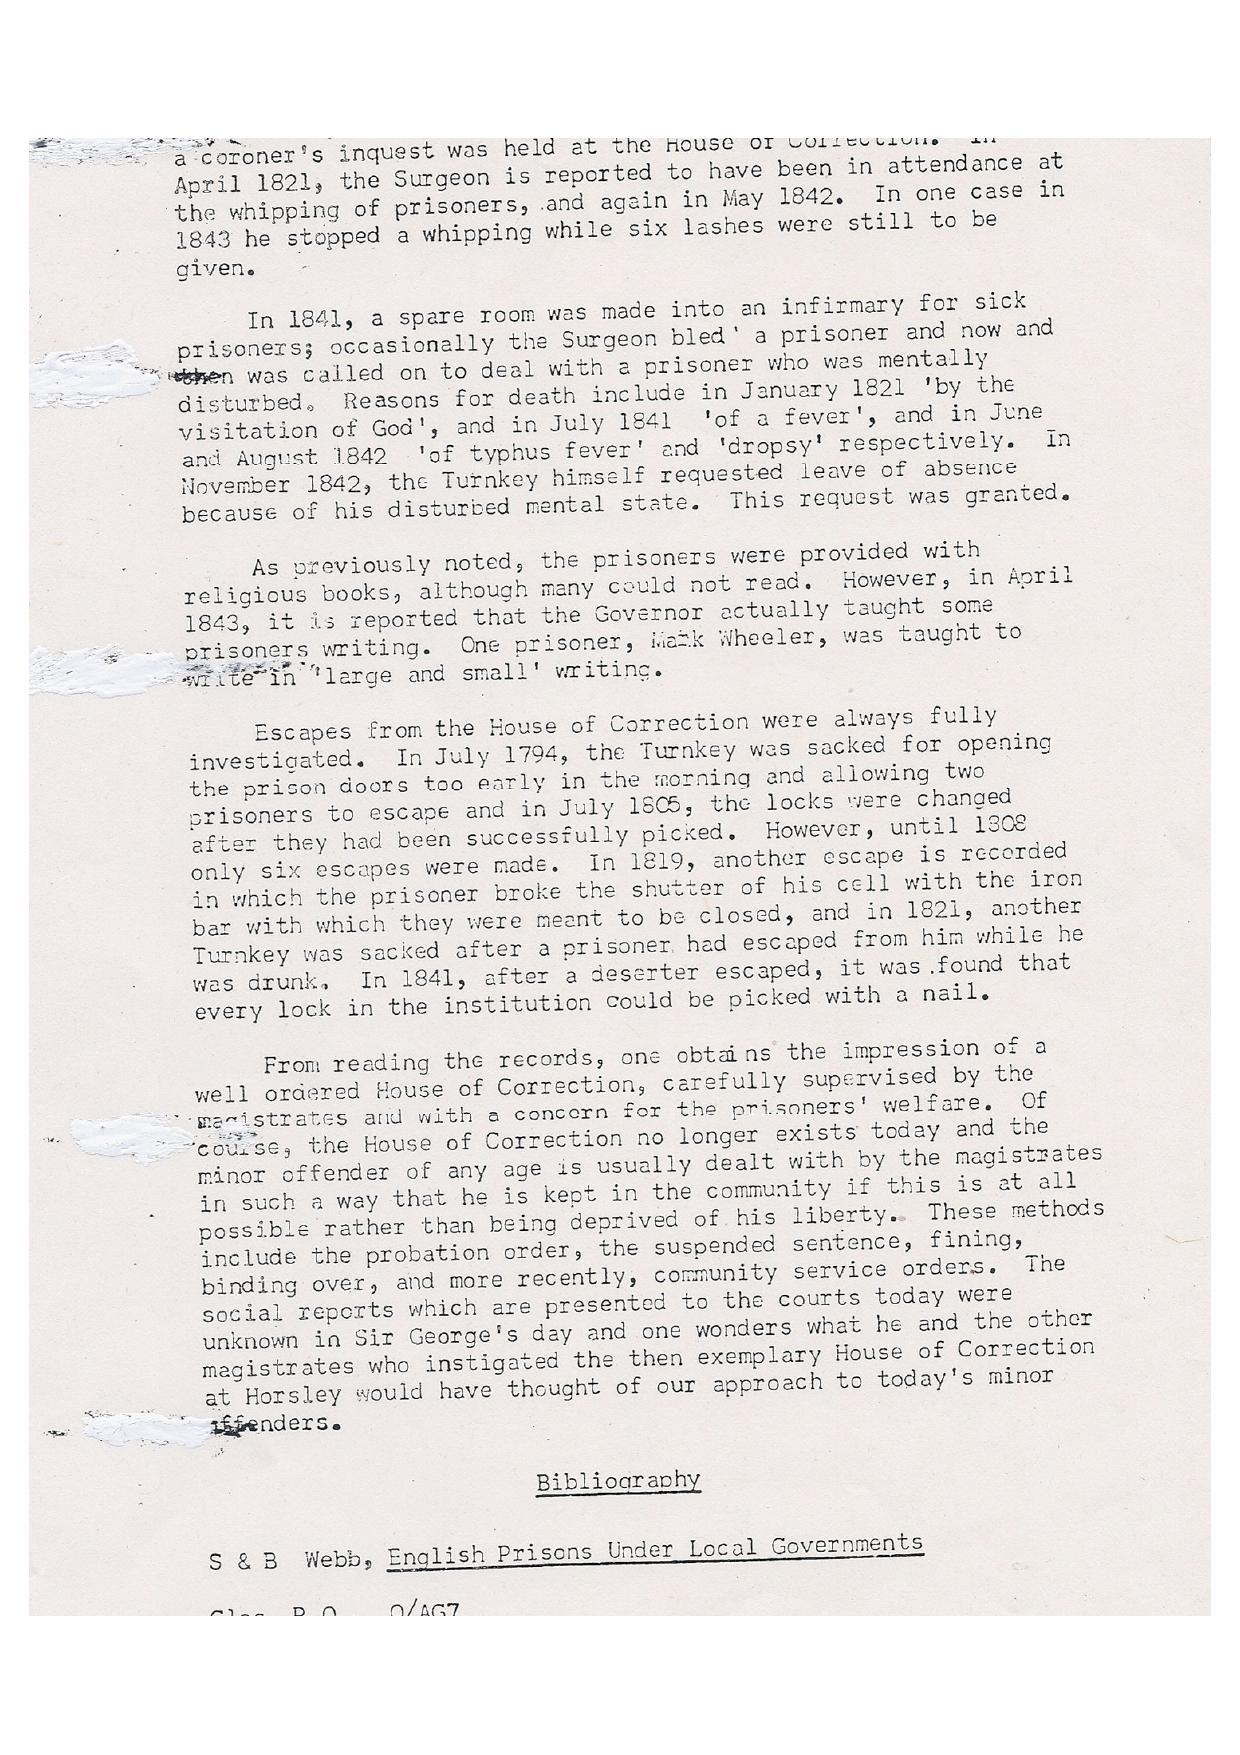 a coroner's inquest was held at the House of Correction. In
April 1821, the Surgeon is reported to have been in attendance at
the whipping of prisoners, and again in May 1842. In one case in
1843 he stopped a whipping while six lashes were still to be
given.
In 1841, a spare room was made into an infirmary for sick
prisoners; occasionally the Surgeon bled' a prisoner and now and
then was called on to deal with a prisoner who was mentally
disturbed. Reasons for death include in January 1821 'by the
visitation of God', and in July 1841 'of a fever', and in June
and August 1842 'of typhus fever' and 'dropsy' respectively. In
November 1842, the Turnkey himself requested leave of absence
because of his disturbed mental state. This request was granted.
As previously noted, the prisoners were provided with
religious books, although many could not read. However, in April
1843, it is reported that the Governor actually taught some
prisoners writing. One prisoner, Mark Wheeler, was taught to
write in 'large and small' writing.
Escapes from the House of Correction were always fully
investigated. In July 1794, the Turnkey was sacked for opening
the prison doors too early in the morning and allowing two
prisoners to escape and in July 1805, the locks were changed
after they had been successfully picked. However, until 1808
only six escapes were made. In 1819, another escape is recorded
in which the prisoner broke the shutter of his cell with the iron
bar with which they were meant to be closed, and in 1821, another
Turnkey was sacked after a prisoner had escaped from him while he
was drunk. In 1841, after a deserter escaped, it was found that
every lock in the institution could be picked with a nail.
From reading the records, one obtains the impression of a
well ordered House of Correction, carefully supervised by the
magistrates and with a concern for the prisoners' welfare. Of
course, the House of Correction no longer exists today and the
minor offender of any age is usually dealt with by the magistrates
in such a way that he is kept in the community if this is at all
possible rather than being deprived of his liberty. These methods
include the probation order, the suspended sentence, fining,
binding over, and more recently, community service orders. The
social reports which are presented to the courts today were
unknown in Sir George's day and one wonders what he and the other
magistrates who instigated the then exemplary House of Correction
at Horsley would have thought of our approach to today's minor
offenders.
Bibliography
S & B Webb, English Prisons Under Local Governments
Glos. R.O. Q/AG7